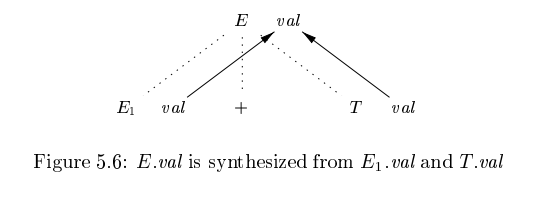 E val
E₁ val + T val
Figure 5.6: E.val is synthesized from E₁.val and T.val